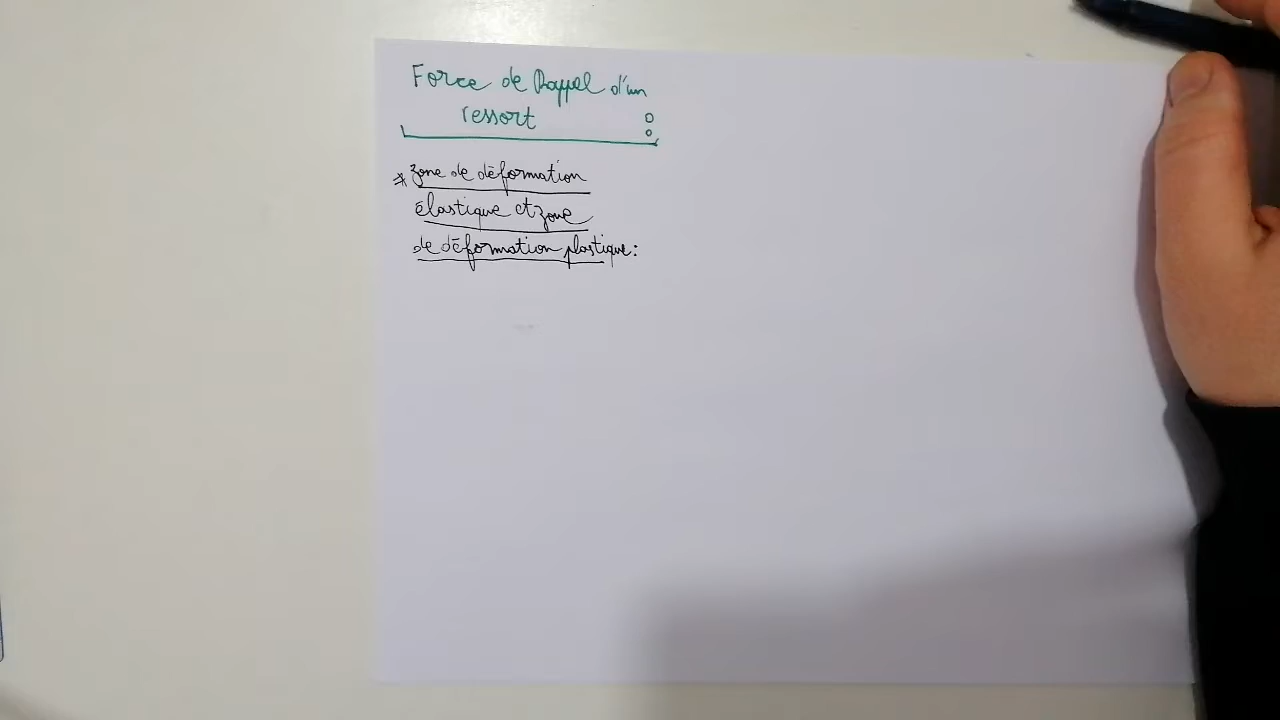 Force de Rappel d'un
ressort :
* zone de déformation
élastique et zone
de déformation plastique :